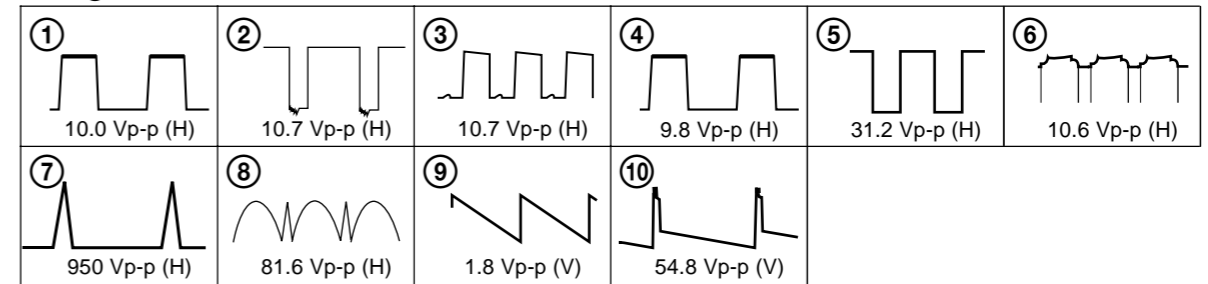 ① ② ③ ④ ⑤ ⑥
10.0 Vp-p (H) 10.7 Vp-p (H) 10.7 Vp-p (H) 9.8 Vp-p (H) 31.2 Vp-p (H) 10.6 Vp-p (H)
⑦ ⑧ ⑨ ⑩
950 Vp-p (H) 81.6 Vp-p (H) 1.8 Vp-p (V) 54.8 Vp-p (V)